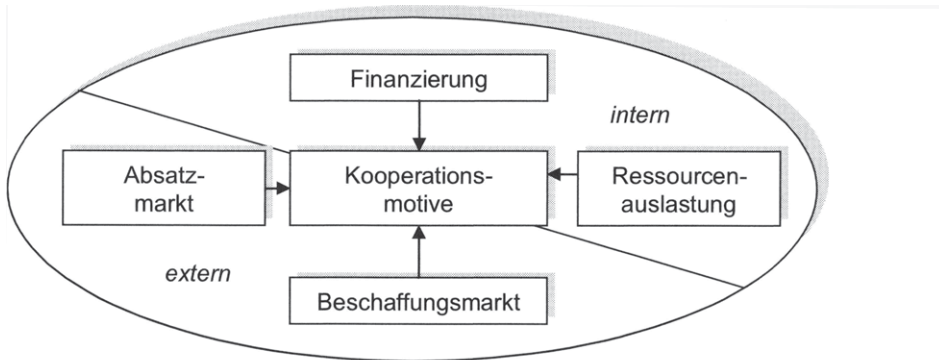 Finanzierung
intern
Absatz-
markt
Kooperations-
motive
Ressourcen-
auslastung
extern
Beschaffungsmarkt